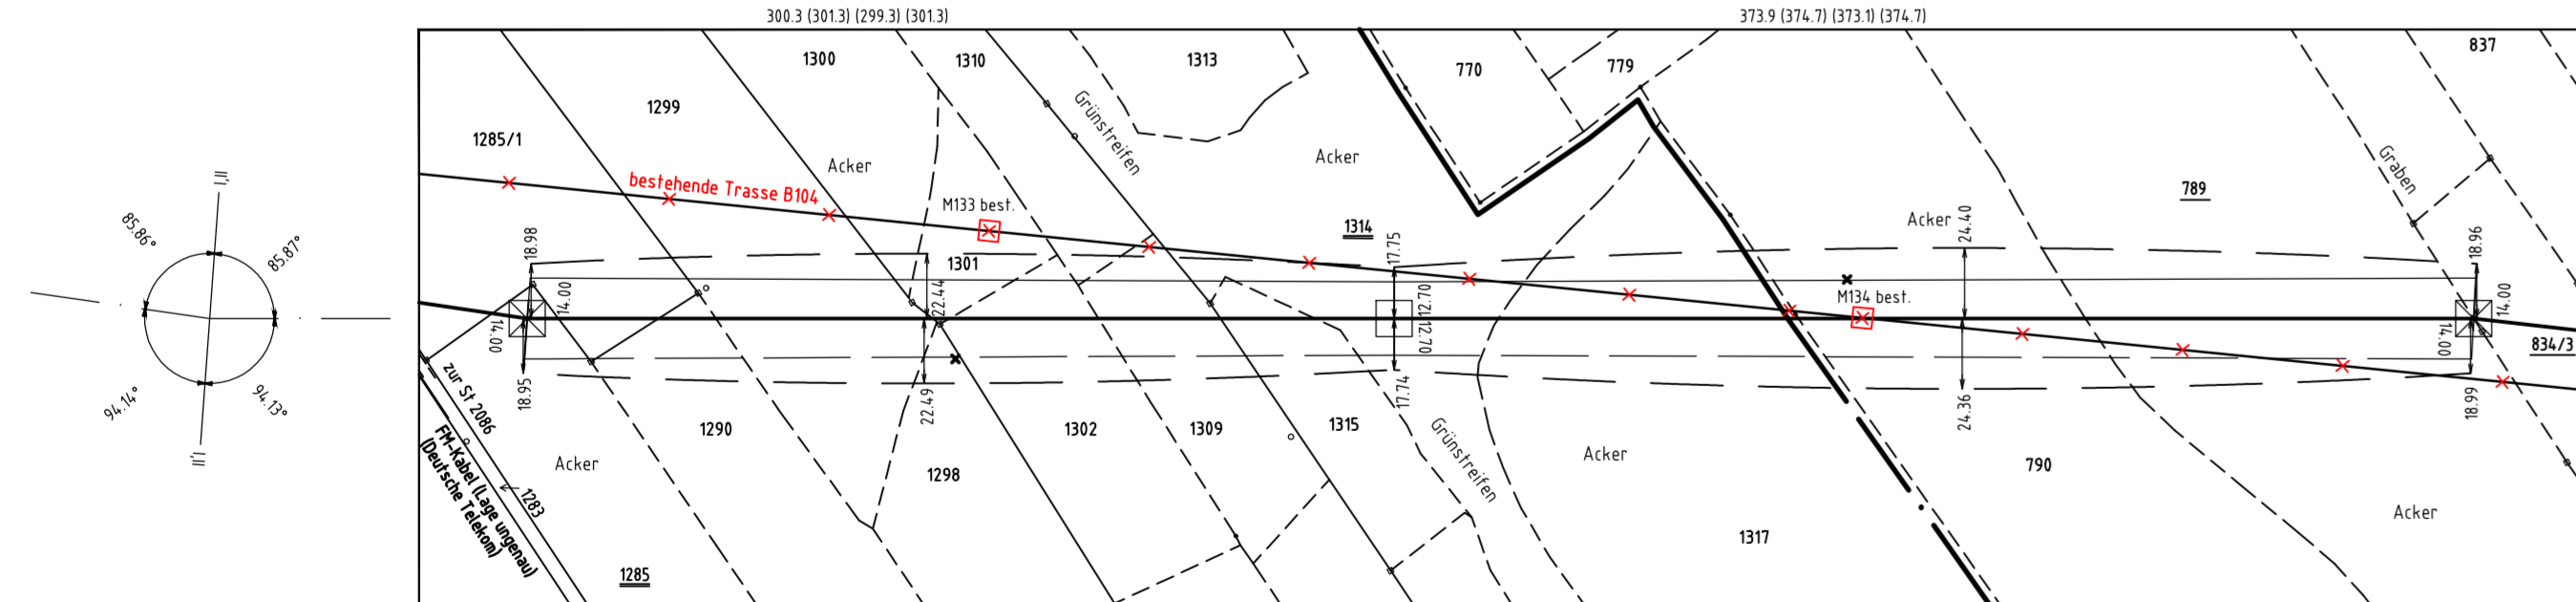 300.3 (301.3) (299.3) (301.3)
373.9 (374.7) (373.1) (374.7)
1300
1310
1313
770
779
837
1299
1285/1
Acker
Grünstreifen
Acker
Graben
789
bestehende Trasse B104
M133 best.
1314
Acker
24.40
II,I
85.86°
85.87°
94.14°
94.13°
I,II
18.98
14.00
14.00
18.95
1301
22.44
22.49
17.75
12.70
12.70
17.74
M134 best.
24.36
18.96
14.00
14.00
18.99
834/3
zur St 2086
FM-Kabel (Lage ungenau)
(Deutsche Telekom)
1283
1290
Acker
1298
1302
1309
1315
Grünstreifen
Acker
790
Acker
1317
1285